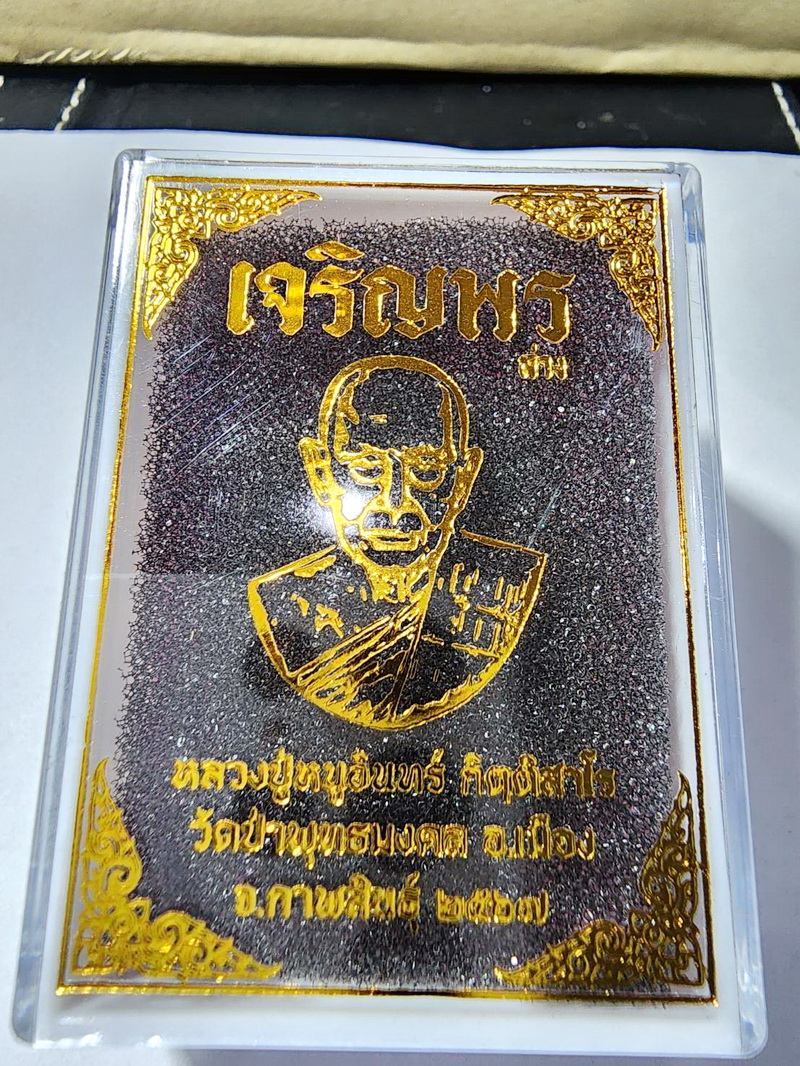 เจริญพร
ล่าง
หลวงปู่หนูอินทร์ กิตฺติสาโร
วัดป่าพุทธมงคล อ.เมือง
จ.กาฬสินธุ์ ๒๕๖๗